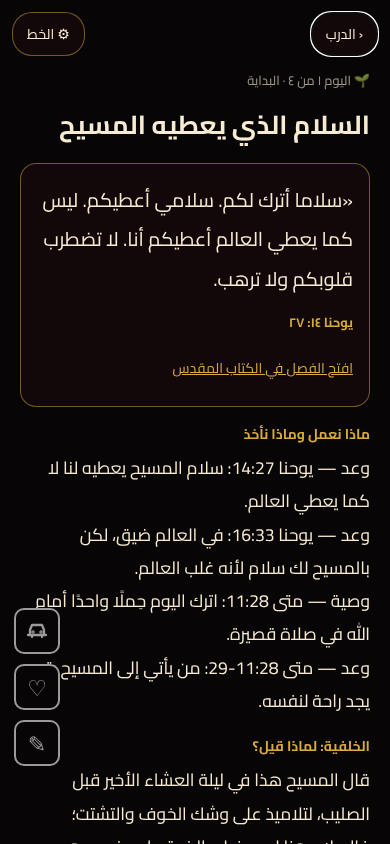 ‹ الدرب
⚙ الخط
🌱 اليوم ١ من ٤ · البداية
السلام الذي يعطيه المسيح
«سلاما أترك لكم. سلامي أعطيكم. ليس
كما يعطي العالم أعطيكم أنا. لا تضطرب
قلوبكم ولا ترهب.
يوحنا ١٤: ٢٧
افتح الفصل في الكتاب المقدس
ماذا نعمل وماذا نأخذ
وعد — يوحنا 14:27: سلام المسيح يعطيه لنا لا
كما يعطي العالم.
وعد — يوحنا 16:33: في العالم ضيق، لكن
بالمسيح لك سلام لأنه غلب العالم.
وصية — متى 11:28: اترك اليوم حملًا واحدًا أمام
الله في صلاة قصيرة.
وعد — متى 11:28-29: من يأتي إلى المسيح
يجد راحة لنفسه.
الخلفية: لماذا قيل؟
قال المسيح هذا في ليلة العشاء الأخير قبل
الصليب، لتلاميذ على وشك الخوف والتشتت؛